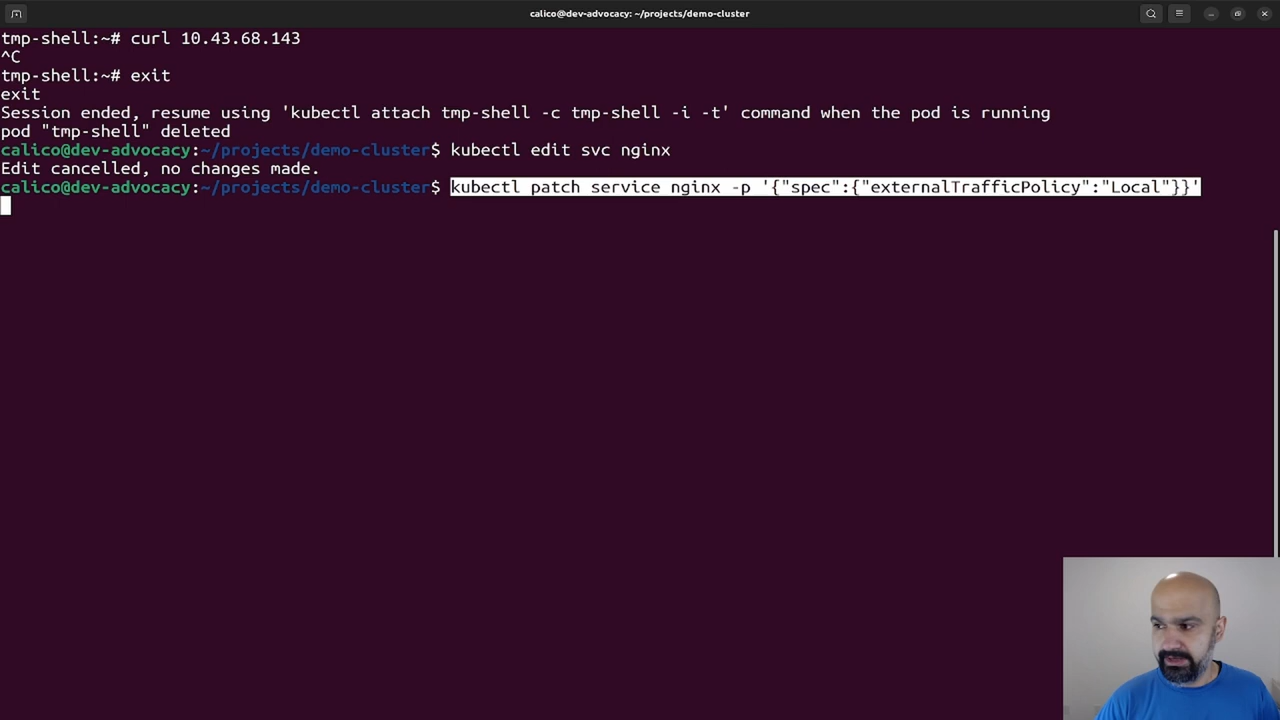 calico@dev-advocacy: ~/projects/demo-cluster
tmp-shell:~# curl 10.43.68.143
^C
tmp-shell:~# exit
exit
Session ended, resume using 'kubectl attach tmp-shell -c tmp-shell -i -t' command when the pod is running
pod "tmp-shell" deleted
calico@dev-advocacy:~/projects/demo-cluster$ kubectl edit svc nginx
Edit cancelled, no changes made.
calico@dev-advocacy:~/projects/demo-cluster$ kubectl patch service nginx -p '{"spec":{"externalTrafficPolicy":"Local"}}'